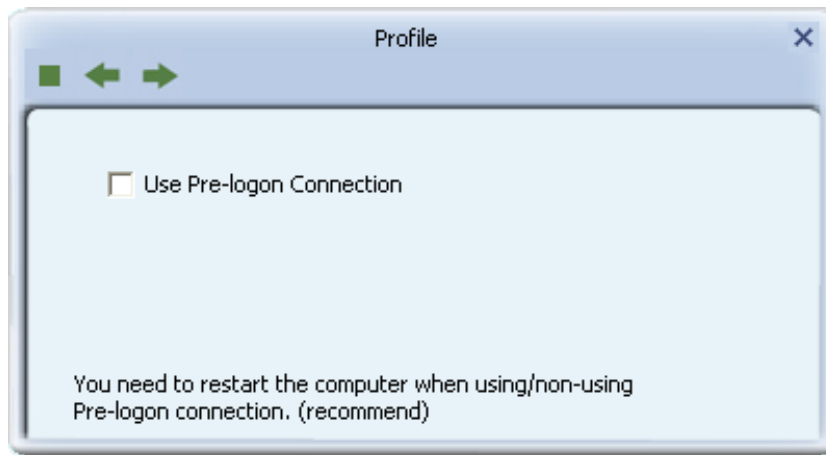 Profile
Use Pre-logon Connection
You need to restart the computer when using/non-using
Pre-logon connection. (recommend)